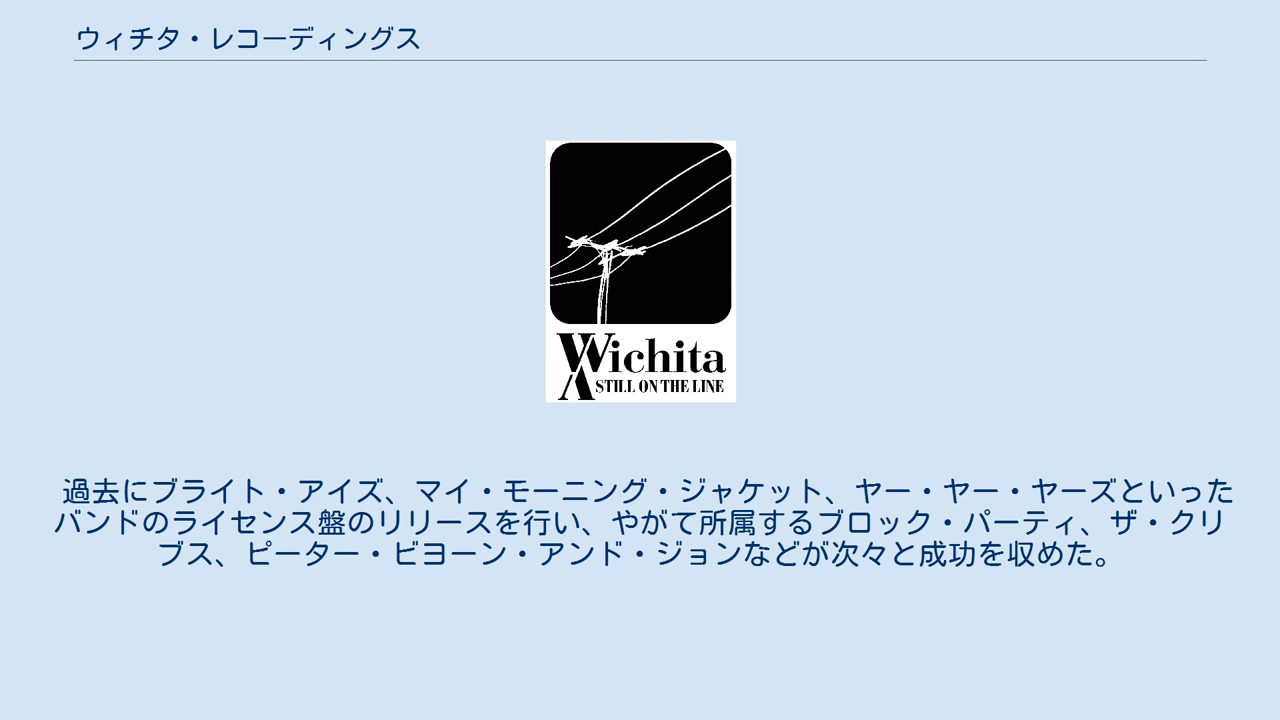 ウィチタ・レコーディングス
Wichita
STILL ON THE LINE
過去にブライト・アイズ、マイ・モーニング・ジャケット、ヤー・ヤー・ヤーズといった
バンドのライセンス盤のリリースを行い、やがて所属するブロック・パーティ、ザ・クリ
ブス、ピーター・ビヨーン・アンド・ジョンなどが次々と成功を収めた。